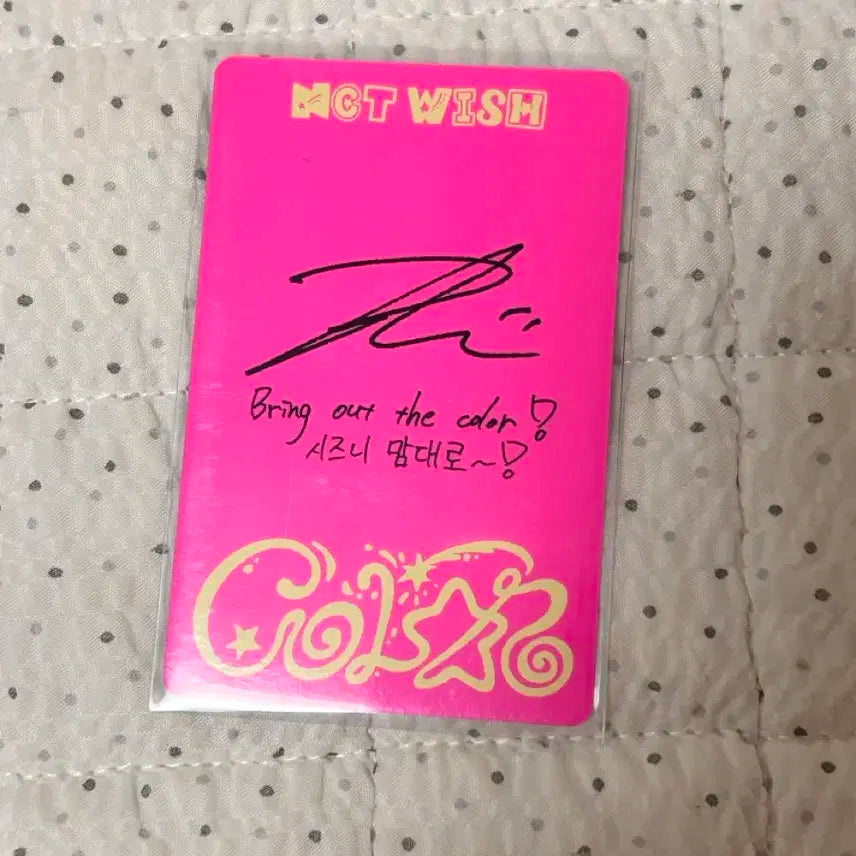 NCT WISH
Bring out the color!
시즈니 맘대로~!
COLOR